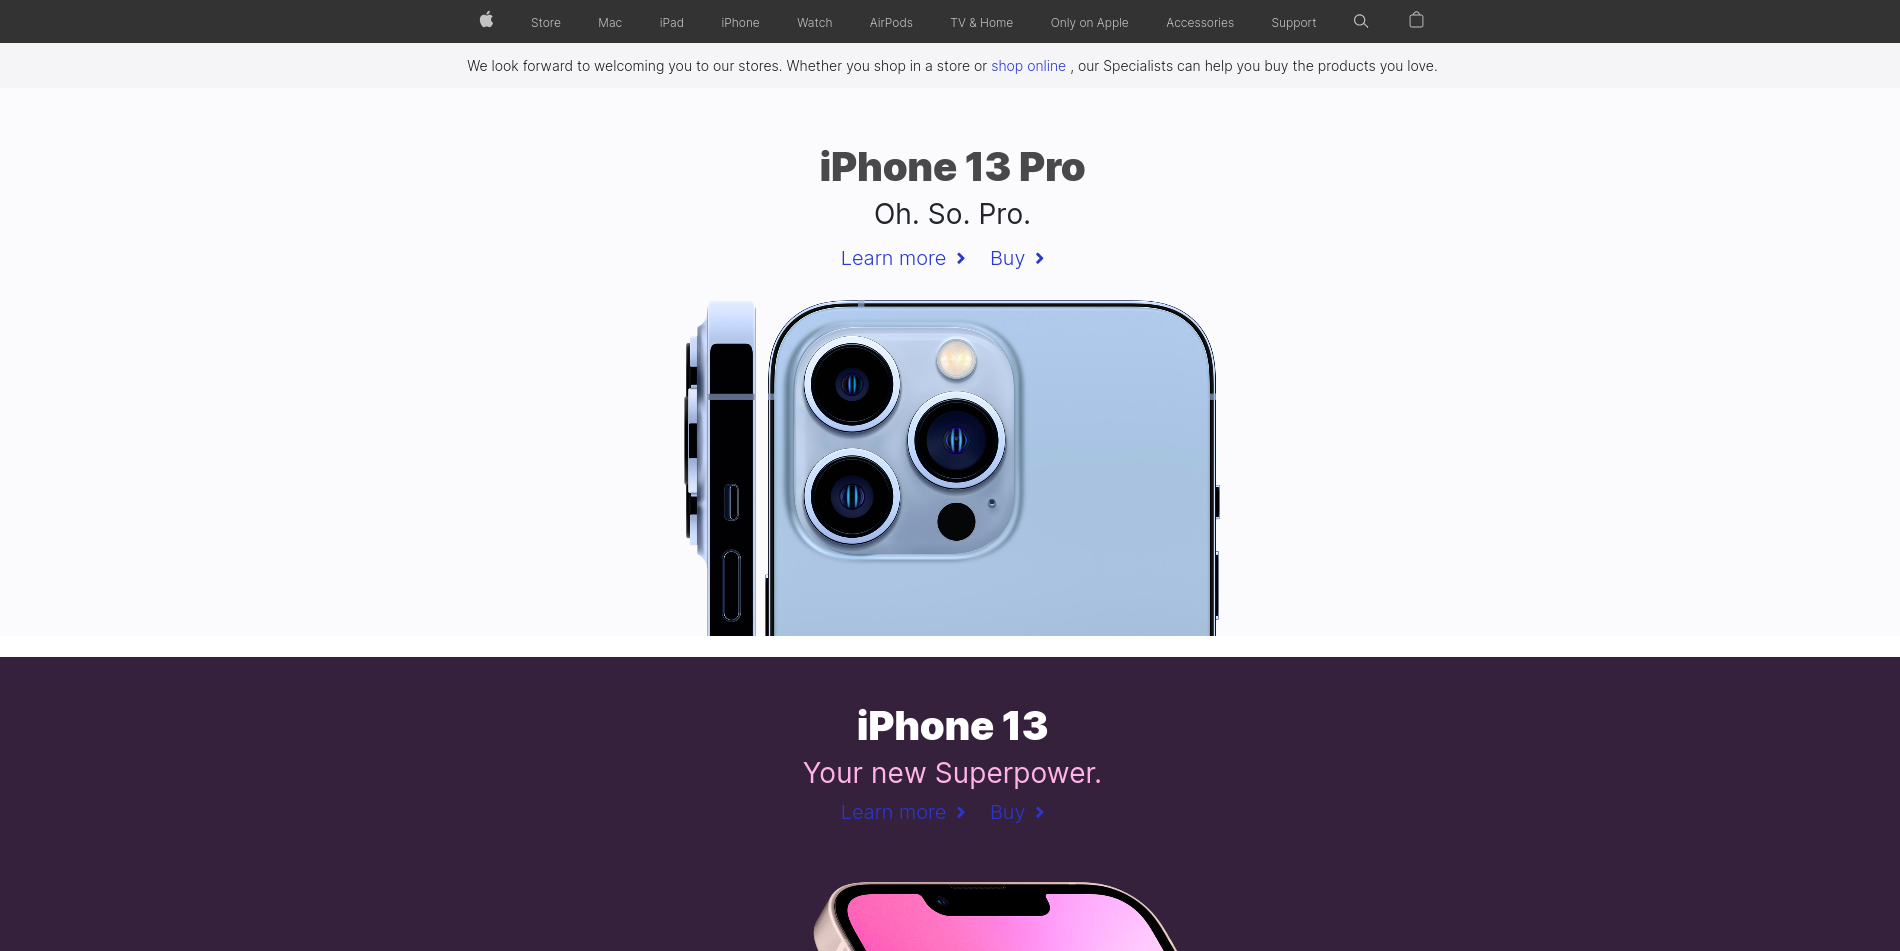 Store Mac iPad iPhone Watch AirPods TV & Home Only on Apple Accessories Support
We look forward to welcoming you to our stores. Whether you shop in a store or shop online , our Specialists can help you buy the products you love.
iPhone 13 Pro
Oh. So. Pro.
Learn more Buy
iPhone 13
Your new Superpower.
Learn more Buy